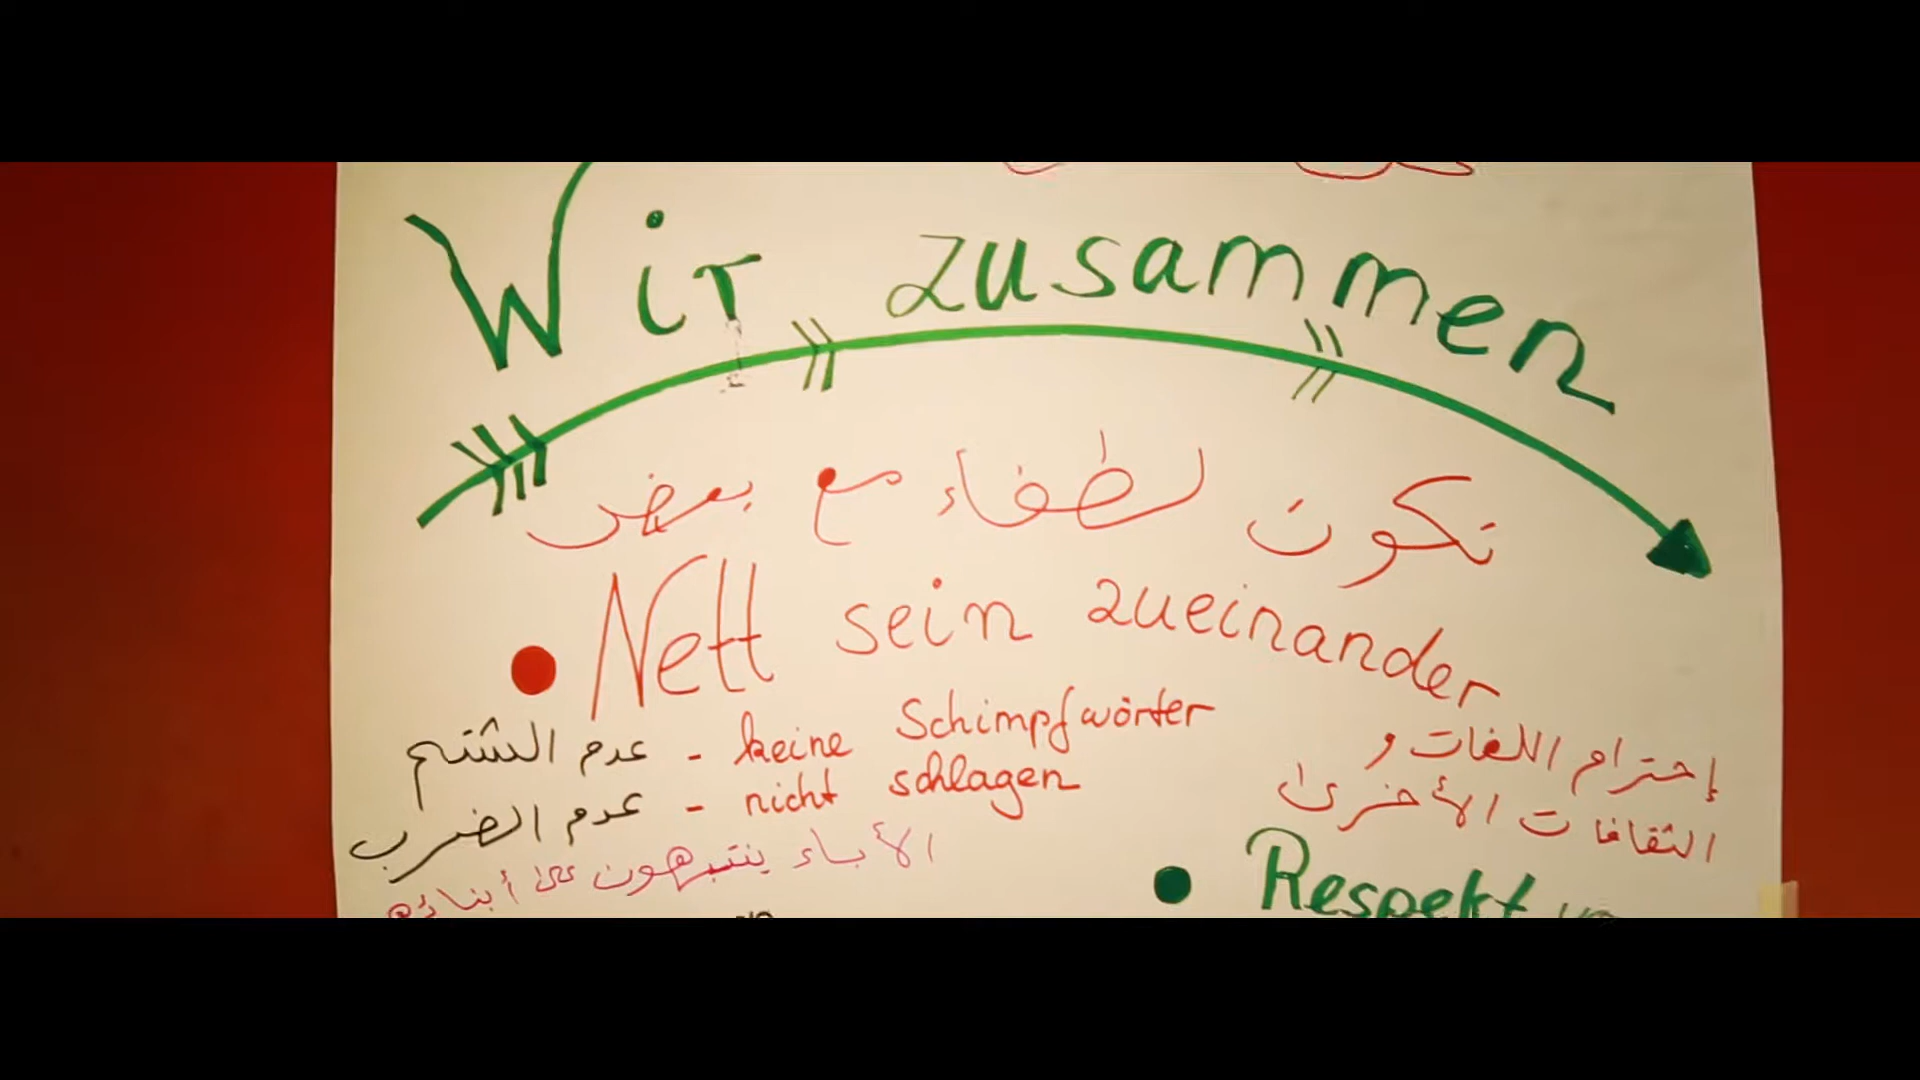 Wir zusammen
نكون لطفاء مع بعض
• Nett sein zueinander
عدم الشتم - keine Schimpfwörter
عدم الضرب - nicht schlagen
الأباء ينتبهون على أبنائهم
إحترام اللغات و
الثقافات الأخرى
• Respekt